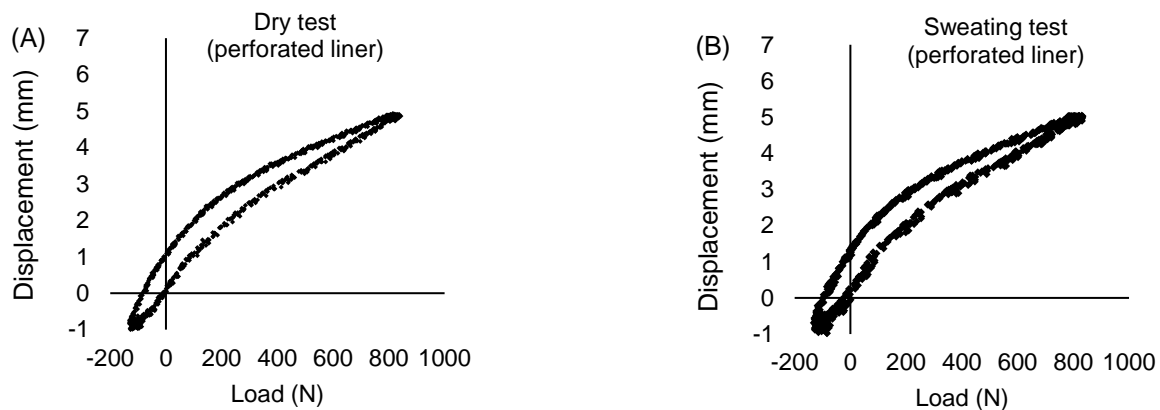 (A)
Dry test
(perforated liner)
7
6
5
4
3
2
1
0
-1
Displacement (mm)
-200 0 200 400 600 800 1000
Load (N)
(B)
Sweating test
(perforated liner)
7
6
5
4
3
2
1
0
-1
Displacement (mm)
-200 0 200 400 600 800 1000
Load (N)